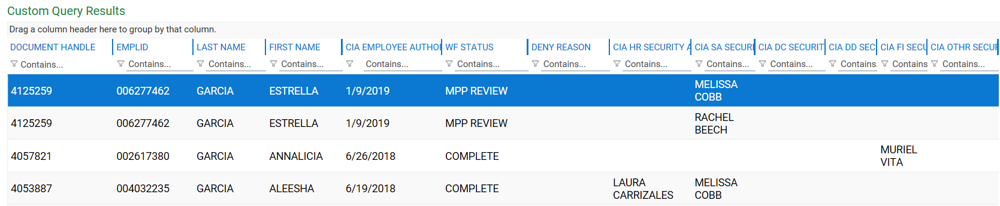 Custom Query Results
Drag a column header here to group by that column.
DOCUMENT HANDLE EMPLID LAST NAME FIRST NAME CIA EMPLOYEE AUTHO WF STATUS DENY REASON CIA HR SECURITY A CIA SA SECURI CIA DC SECURIT CIA DD SEC CIA FI SECU CIA OTHR SECUR
Contains... Contains... Contains... Contains... Contains... Contains... Contains... Contains... Contains... Contains... Contains. Contains Contains...
4125259 006277462 GARCIA ESTRELLA 1/9/2019 MPP REVIEW MELISSA
COBB
4125259 006277462 GARCIA ESTRELLA 1/9/2019 MPP REVIEW RACHEL
BEECH
4057821 002617380 GARCIA ANNALICIA 6/26/2018 COMPLETE MURIEL
VITA
4053887 004032235 GARCIA ALEESHA 6/19/2018 COMPLETE LAURA MELISSA
CARRIZALES COBB